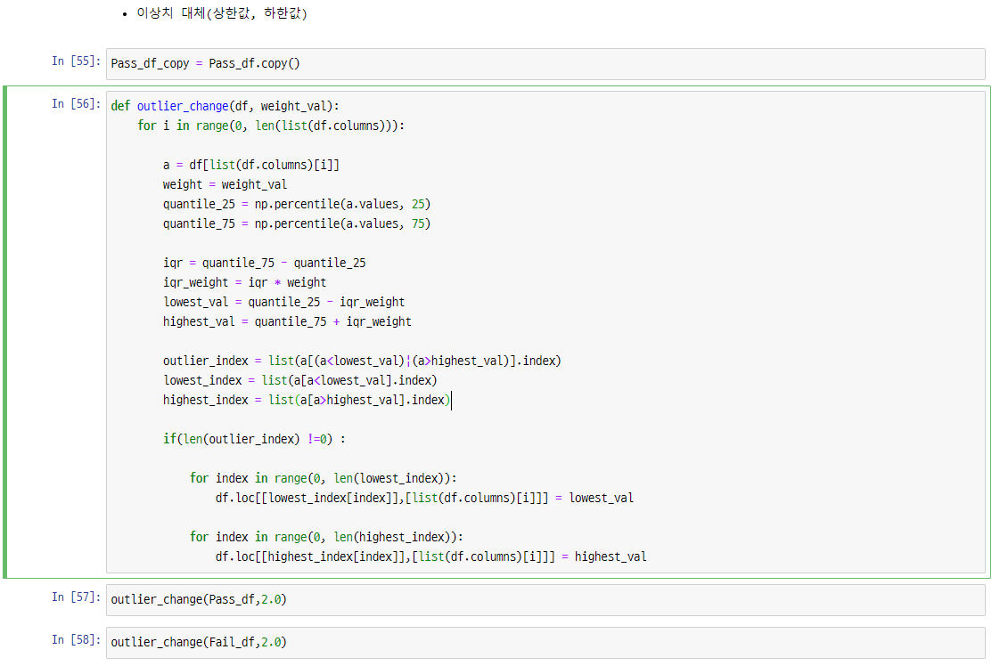 • 이상치 대체(상한값, 하한값)
In [55]: Pass_df_copy = Pass_df.copy()
In [56]: def outlier_change(df, weight_val):
    for i in range(0, len(list(df.columns))):

        a = df[list(df.columns)[i]]
        weight = weight_val
        quantile_25 = np.percentile(a.values, 25)
        quantile_75 = np.percentile(a.values, 75)

        iqr = quantile_75 - quantile_25
        iqr_weight = iqr * weight
        lowest_val = quantile_25 - iqr_weight
        highest_val = quantile_75 + iqr_weight

        outlier_index = list(a[(a<lowest_val)|(a>highest_val)].index)
        lowest_index = list(a[a<lowest_val].index)
        highest_index = list(a[a>highest_val].index)

        if(len(outlier_index) !=0) :

            for index in range(0, len(lowest_index)):
                df.loc[[lowest_index[index]],[list(df.columns)[i]]] = lowest_val

            for index in range(0, len(highest_index)):
                df.loc[[highest_index[index]],[list(df.columns)[i]]] = highest_val
In [57]: outlier_change(Pass_df,2.0)
In [58]: outlier_change(Fail_df,2.0)